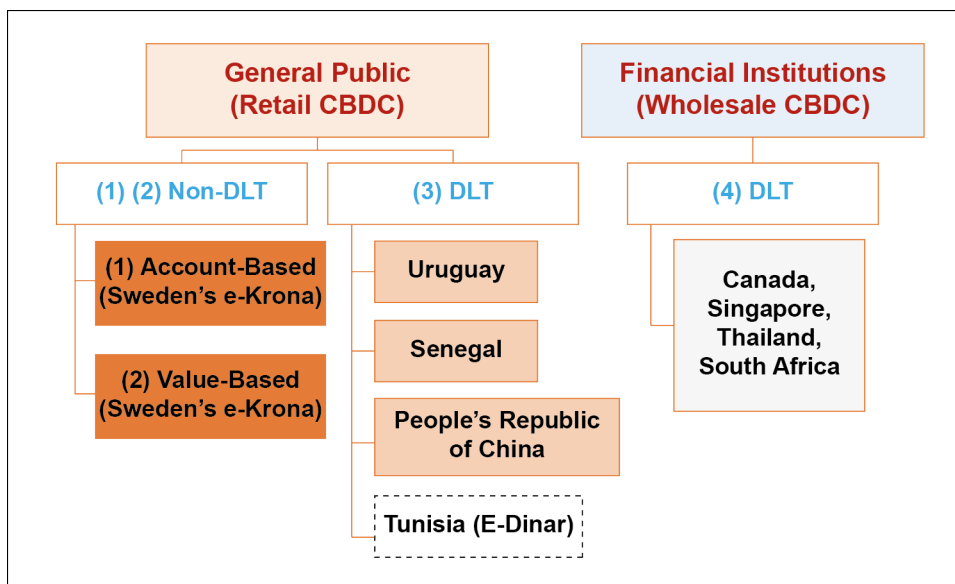 General Public
(Retail CBDC)
Financial Institutions
(Wholesale CBDC)
(1) (2) Non-DLT
(3) DLT
(4) DLT
(1) Account-Based
(Sweden’s e-Krona)
(2) Value-Based
(Sweden’s e-Krona)
Uruguay
Senegal
People’s Republic
of China
Tunisia (E-Dinar)
Canada,
Singapore,
Thailand,
South Africa